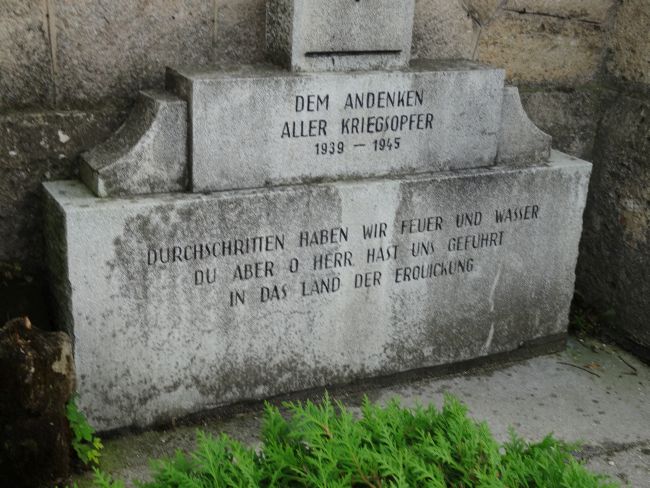 DEM ANDENKEN
ALLER KRIEGSOPFER
1939 — 1945
DURCHSCHRITTEN HABEN WIR FEUER UND WASSER
DU ABER O HERR HAST UNS GEFÜHRT
IN DAS LAND DER ERQUICKUNG